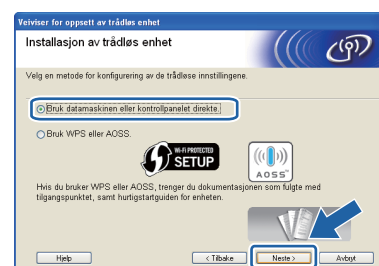 Veiviser for oppsett av trådløs enhet
Installasjon av trådløs enhet
Velg en metode for konfigurering av de trådløse innstillingene.
Bruk datamaskinen eller kontrollpanelet direkte.
Bruk WPS eller AOSS.
Wi-Fi PROTECTED
SETUP
AOSS
Hvis du bruker WPS eller AOSS, trenger du dokumentasjonen som fulgte med
tilgangspunktet, samt hurtigstartguiden for enheten.
Hjelp
< Tilbake
Neste >
Avbryt